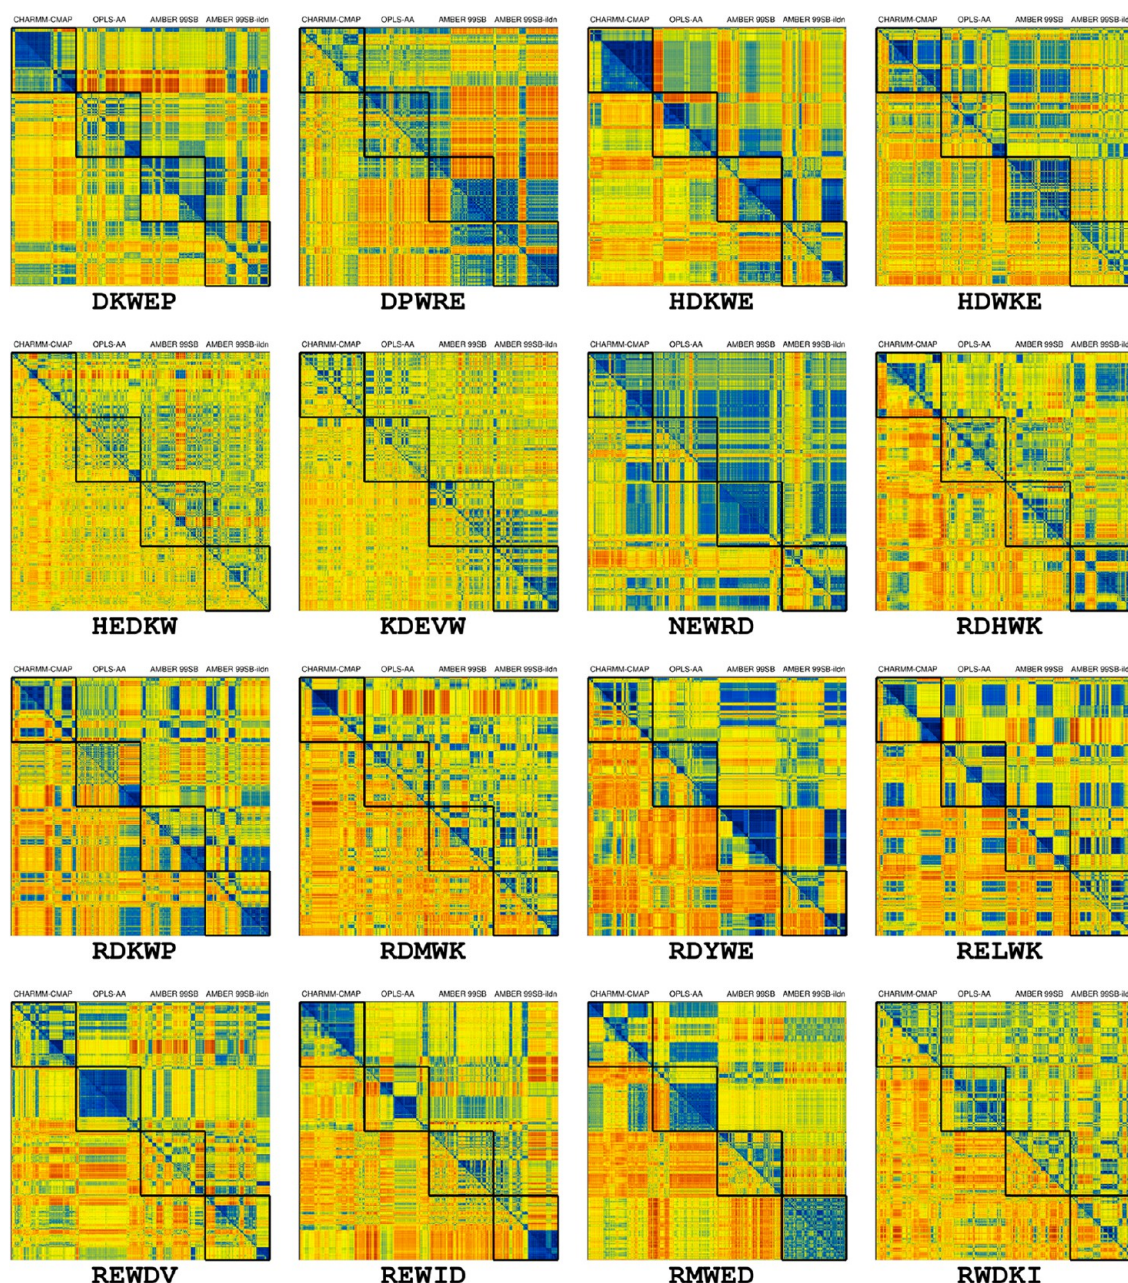 CHARMM-CMAP OPLS-AA AMBER 99SB AMBER 99SB-ildn
CHARMM-CMAP OPLS-AA AMBER 99SB AMBER 99SB-ildn
CHARMM-CMAP OPLS-AA AMBER 99SB AMBER 99SB-ildn
CHARMM-CMAP OPLS-AA AMBER 99SB AMBER 99SB-ildn
DKWEP
DPWRE
HDKWE
HDWKE
CHARMM-CMAP OPLS-AA AMBER 99SB AMBER 99SB-ildn
CHARMM-CMAP OPLS-AA AMBER 99SB AMBER 99SB-ildn
CHARMM-CMAP OPLS-AA AMBER 99SB AMBER 99SB-ildn
CHARMM-CMAP OPLS-AA AMBER 99SB AMBER 99SB-ildn
HEDKW
KDEVW
NEWRD
RDHWK
CHARMM-CMAP OPLS-AA AMBER 99SB AMBER 99SB-ildn
CHARMM-CMAP OPLS-AA AMBER 99SB AMBER 99SB-ildn
CHARMM-CMAP OPLS-AA AMBER 99SB AMBER 99SB-ildn
CHARMM-CMAP OPLS-AA AMBER 99SB AMBER 99SB-ildn
RDKWP
RDMWK
RDYWE
RELWK
CHARMM-CMAP OPLS-AA AMBER 99SB AMBER 99SB-ildn
CHARMM-CMAP OPLS-AA AMBER 99SB AMBER 99SB-ildn
CHARMM-CMAP OPLS-AA AMBER 99SB AMBER 99SB-ildn
CHARMM-CMAP OPLS-AA AMBER 99SB AMBER 99SB-ildn
REWDV
REWID
RMWED
RWDKI